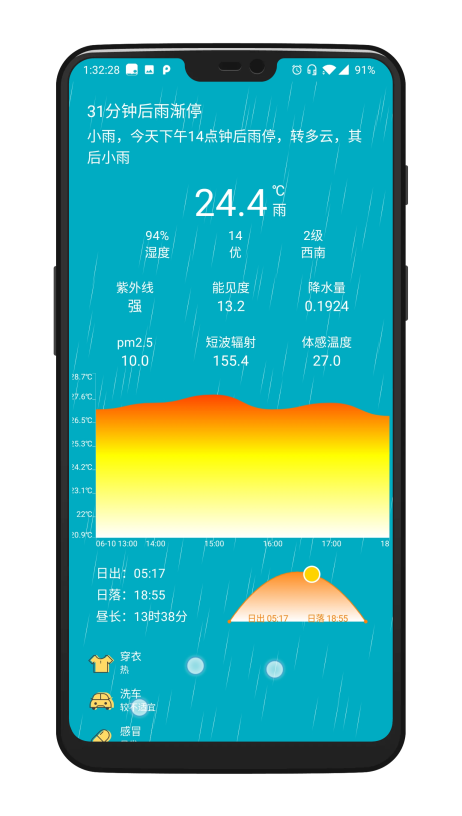 1:32:28
91%
31分钟后雨渐停
小雨，今天下午14点钟后雨停，转多云，其
后小雨
24.4 ℃
雨
94% 14 2级
湿度 优 西南
紫外线 能见度 降水量
强 13.2 0.1924
pm2.5 短波辐射 体感温度
10.0 155.4 27.0
28.7℃
27.6℃
26.5℃
25.3℃
24.2℃
23.1℃
22℃
20.9℃
06-10 13:00 14:00 15:00 16:00 17:00 18
日出：05:17
日落：18:55
昼长：13时38分
日出 05:17 日落 18:55
穿衣
热
洗车
较不适宜
感冒